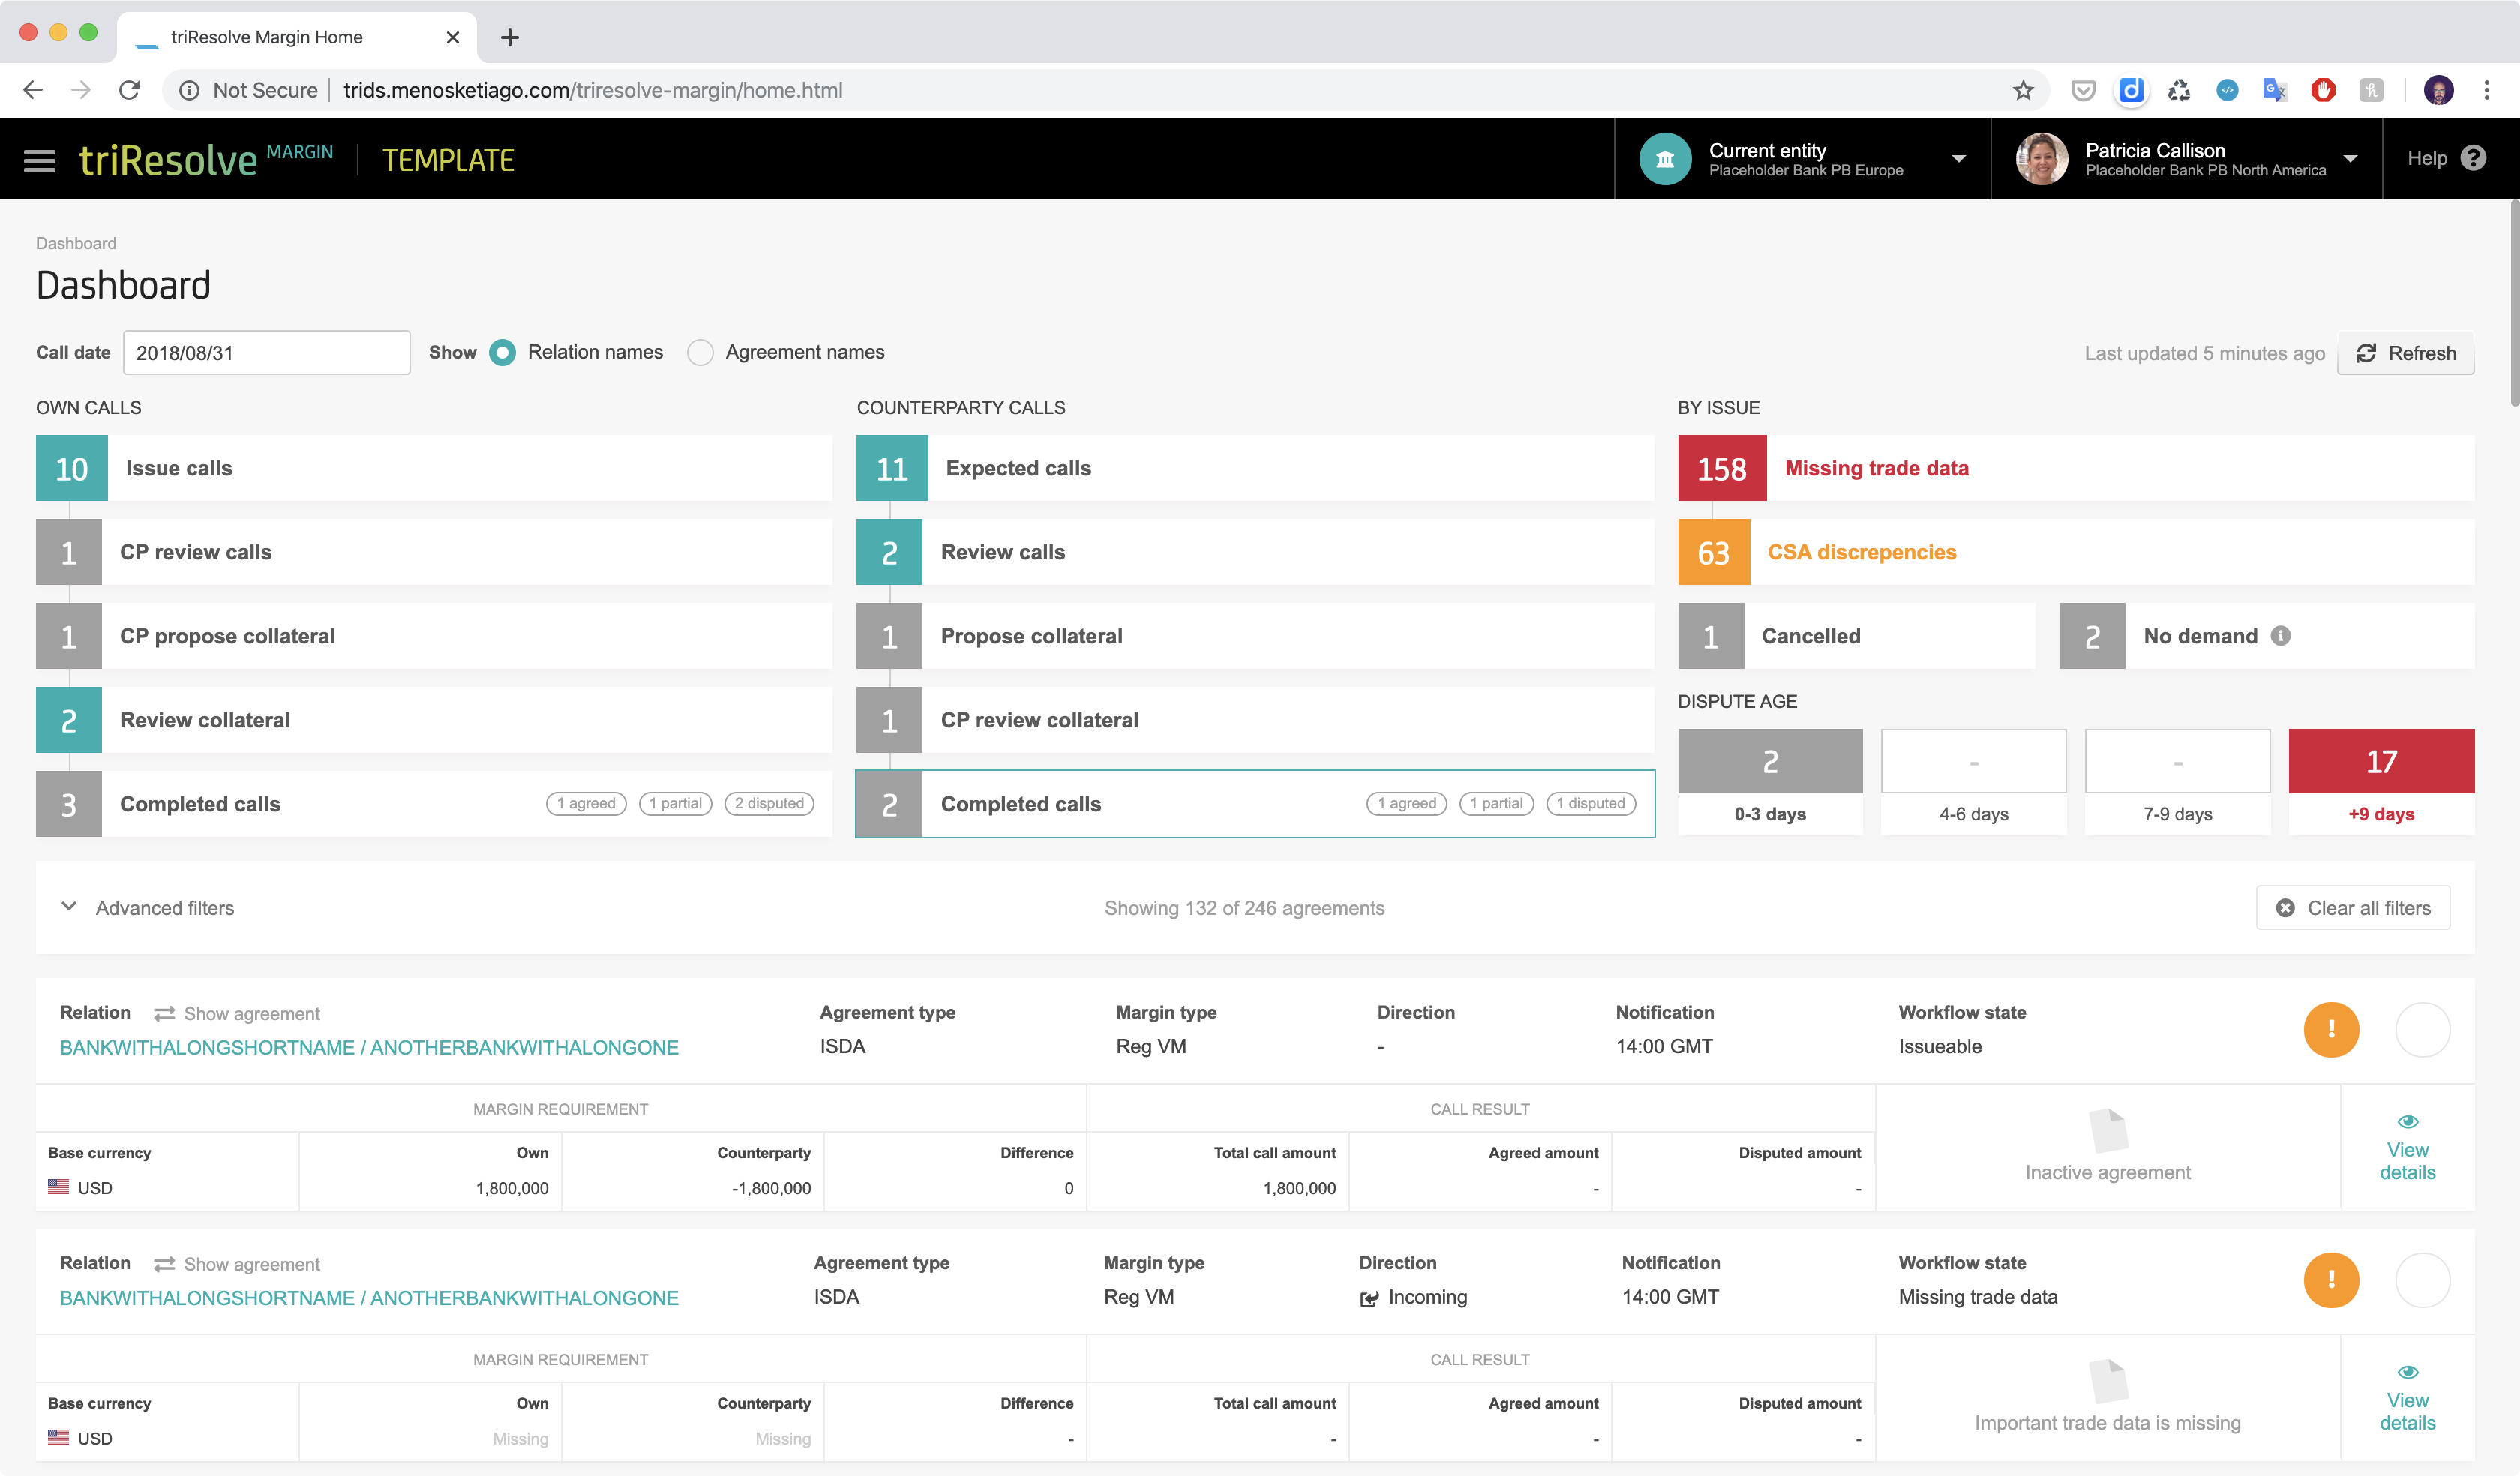 triResolve Margin Home
Not Secure
trids.menosketiago.com/triresolve-margin/home.html
triResolve MARGIN
TEMPLATE
Current entity
Placeholder Bank PB Europe
Patricia Callison
Placeholder Bank PB North America
Help
Dashboard
Dashboard
Call date 2018/08/31 Show Relation names Agreement names
Last updated 5 minutes ago Refresh
OWN CALLS
10 Issue calls
1 CP review calls
1 CP propose collateral
2 Review collateral
3 Completed calls 1 agreed 1 partial 2 disputed
COUNTERPARTY CALLS
11 Expected calls
2 Review calls
1 Propose collateral
1 CP review collateral
2 Completed calls 1 agreed 1 partial 1 disputed
BY ISSUE
158 Missing trade data
63 CSA discrepencies
1 Cancelled 2 No demand
DISPUTE AGE
2 - - 17
0-3 days 4-6 days 7-9 days +9 days
Advanced filters Showing 132 of 246 agreements Clear all filters
Relation Show agreement Agreement type Margin type Direction Notification Workflow state
BANKWITHALONGSHORTNAME / ANOTHERBANKWITHALONGONE ISDA Reg VM - 14:00 GMT Issueable
MARGIN REQUIREMENT CALL RESULT
Base currency Own Counterparty Difference Total call amount Agreed amount Disputed amount
USD 1,800,000 -1,800,000 0 1,800,000 - -
Inactive agreement
View
details
Relation Show agreement Agreement type Margin type Direction Notification Workflow state
BANKWITHALONGSHORTNAME / ANOTHERBANKWITHALONGONE ISDA Reg VM Incoming 14:00 GMT Missing trade data
MARGIN REQUIREMENT CALL RESULT
Base currency Own Counterparty Difference Total call amount Agreed amount Disputed amount
USD Missing Missing - - - -
Important trade data is missing
View
details